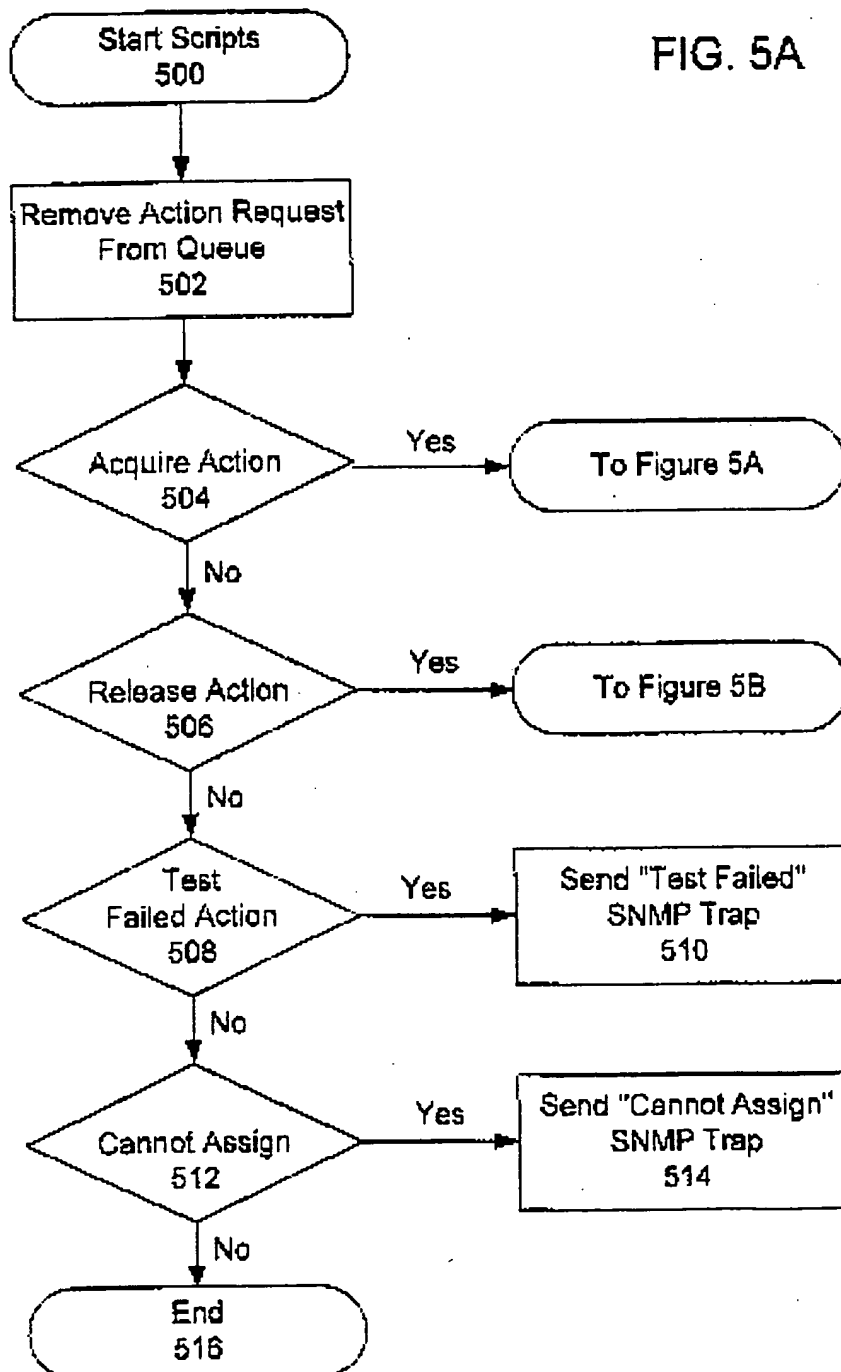 Start Scripts
500
FIG. 5A
Remove Action Request
From Queue
502
Acquire Action
504
Yes
To Figure 5A
No
Release Action
506
Yes
To Figure 5B
No
Test
Failed Action
508
Yes
Send "Test Failed"
SNMP Trap
510
No
Cannot Assign
512
Yes
Send "Cannot Assign"
SNMP Trap
514
No
End
516